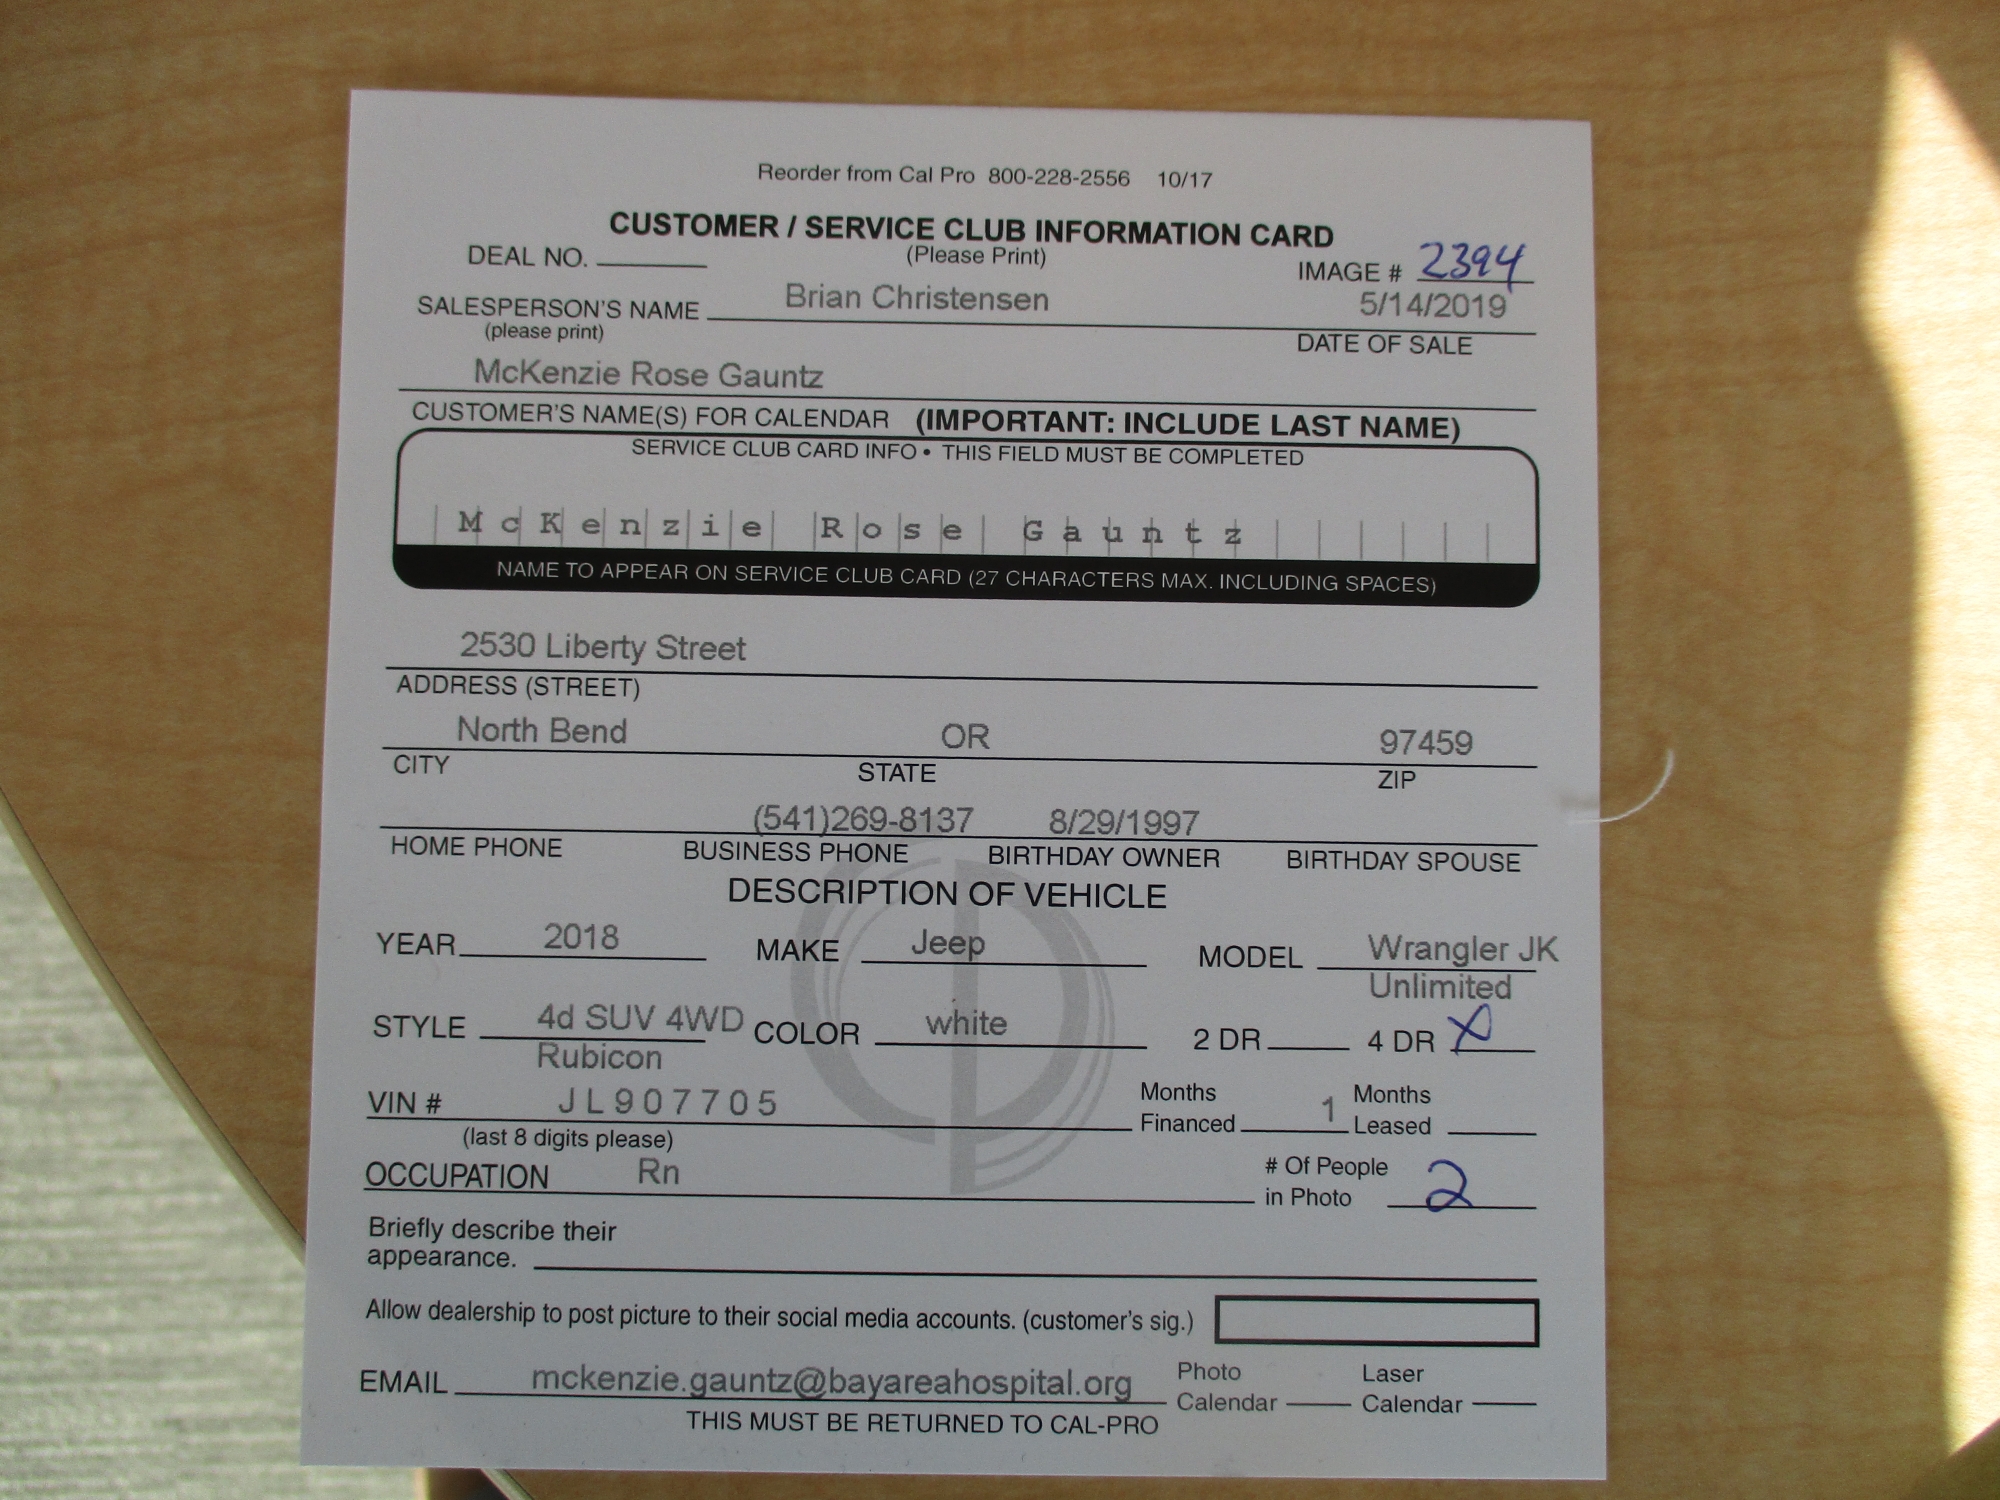 Reorder from Cal Pro 800-228-2556 10/17
CUSTOMER / SERVICE CLUB INFORMATION CARD
DEAL NO. (Please Print) IMAGE # 2394
SALESPERSON'S NAME Brian Christensen 5/14/2019
(please print) DATE OF SALE
McKenzie Rose Gauntz
CUSTOMER'S NAME(S) FOR CALENDAR (IMPORTANT: INCLUDE LAST NAME)
SERVICE CLUB CARD INFO • THIS FIELD MUST BE COMPLETED
McKenzie Rose Gauntz
NAME TO APPEAR ON SERVICE CLUB CARD (27 CHARACTERS MAX. INCLUDING SPACES)
2530 Liberty Street
ADDRESS (STREET)
North Bend OR 97459
CITY STATE ZIP
(541)269-8137 8/29/1997
HOME PHONE BUSINESS PHONE BIRTHDAY OWNER BIRTHDAY SPOUSE
DESCRIPTION OF VEHICLE
YEAR 2018 MAKE Jeep MODEL Wrangler JK
Unlimited
STYLE 4d SUV 4WD COLOR white 2 DR 4 DR X
Rubicon
VIN # JL907705 Months Financed 1 Months Leased
(last 8 digits please)
OCCUPATION Rn # Of People in Photo 2
Briefly describe their
appearance.
Allow dealership to post picture to their social media accounts. (customer's sig.)
EMAIL mckenzie.gauntz@bayareahospital.org Photo Calendar Laser Calendar
THIS MUST BE RETURNED TO CAL-PRO